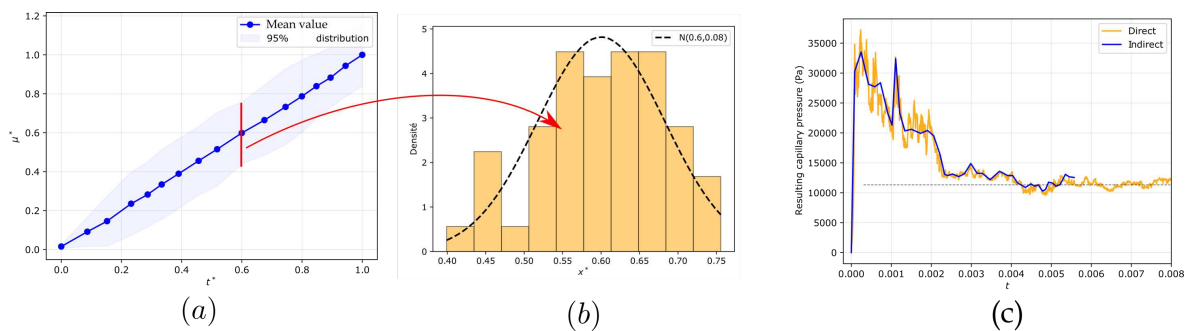 1.2
1.0
0.8
0.6
0.4
0.2
0.0
μ*
Mean value
95% distribution
0.0 0.2 0.4 0.6 0.8 1.0
t*
(a)
5
4
3
2
1
0
Densité
N(0.6,0.08)
0.40 0.45 0.50 0.55 0.60 0.65 0.70 0.75
x*
(b)
35000
30000
25000
20000
15000
10000
5000
0
Resulting capillary pressure (Pa)
Direct
Indirect
0.000 0.001 0.002 0.003 0.004 0.005 0.006 0.007 0.008
t
(c)